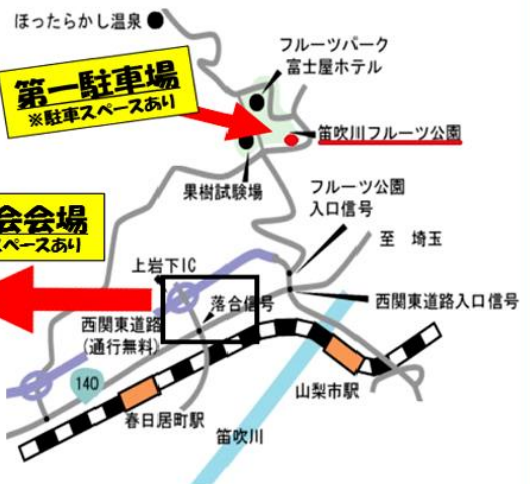 ほったらかし温泉
フルーツパーク
富士屋ホテル
第一駐車場
※駐車スペースあり
笛吹川フルーツ公園
果樹試験場
フルーツ公園
入口信号
会会場
スペースあり
至 埼玉
上岩下IC
落合信号
西関東道路入口信号
西関東道路
(通行無料)
140
山梨市駅
春日居町駅
笛吹川